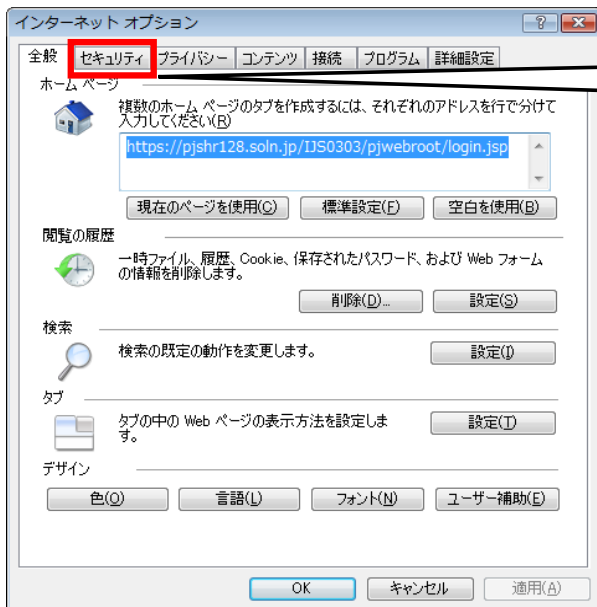 インターネット オプション
全般 セキュリティ プライバシー コンテンツ 接続 プログラム 詳細設定
ホーム ページ
複数のホーム ページのタブを作成するには、それぞれのアドレスを行で分けて
入力してください(R)
https://pjshr128.soln.jp/IJS0303/pjwebroot/login.jsp
現在のページを使用(C) 標準設定(F) 空白を使用(B)
閲覧の履歴
一時ファイル、履歴、Cookie、保存されたパスワード、および Web フォーム
の情報を削除します。
削除(D)... 設定(S)
検索
検索の既定の動作を変更します。 設定(I)
タブ
タブの中の Web ページの表示方法を設定しま
す。
設定(T)
デザイン
色(O) 言語(L) フォント(N) ユーザー補助(E)
OK キャンセル 適用(A)